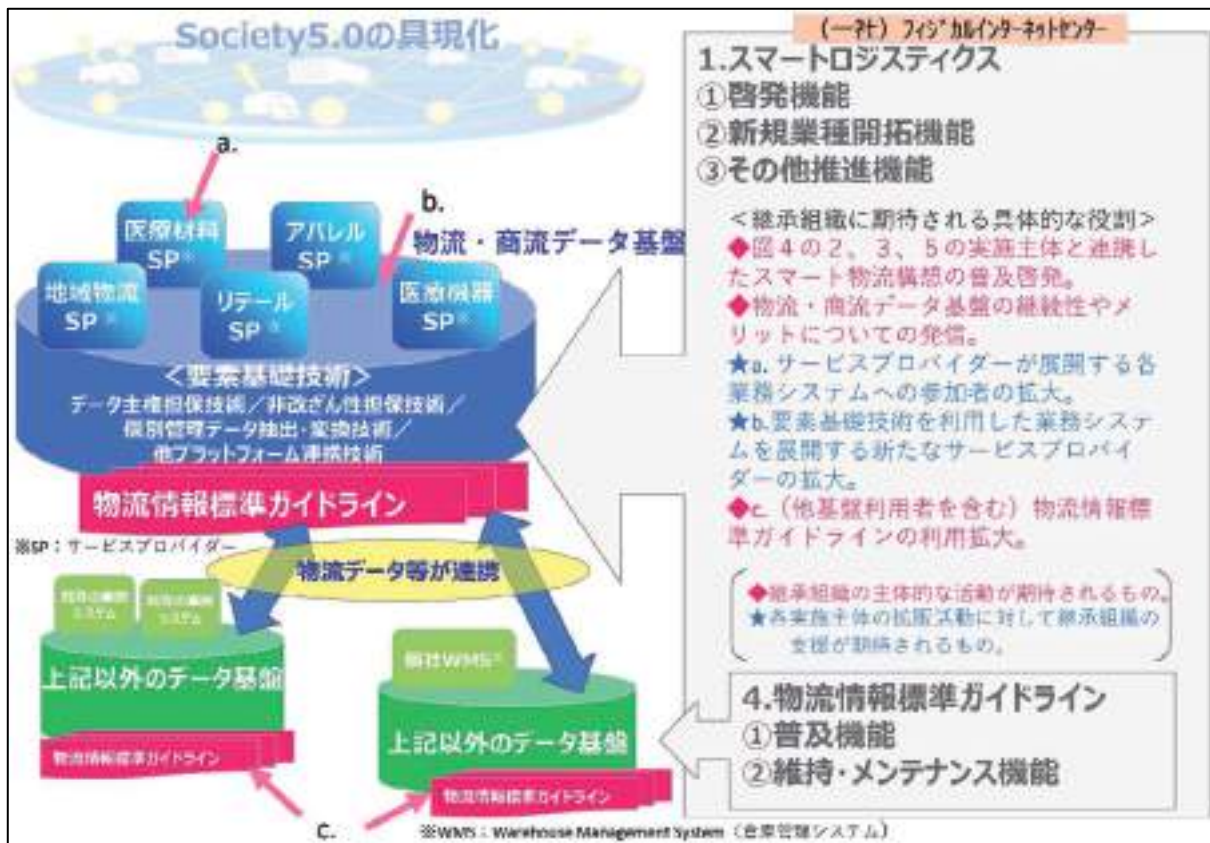 Society5.0の具現化
a.
b.
医療材料
SP※
アパレル
SP※
物流・商流データ基盤
地域物流
SP※
リテール
SP※
医療機器
SP※
＜要素基礎技術＞
データ主権担保技術／非改ざん性担保技術／
個別管理データ抽出・変換技術／
他プラットフォーム連携技術
物流情報標準ガイドライン
※SP：サービスプロバイダー
物流データ等が連携
システム
システム
上記以外のデータ基盤
物流情報標準ガイドライン
WMS※
上記以外のデータ基盤
物流情報標準ガイドライン
c.
※WMS：Warehouse Management System（倉庫管理システム）
（一社）フィジカルインターネットセンター
1.スマートロジスティクス
①啓発機能
②新規業種開拓機能
③その他推進機能
＜継承組織に期待される具体的な役割＞
◆図４の２、３、５の実施主体と連携し
たスマート物流構想の普及啓発。
◆物流・商流データ基盤の継続性やメ
リットについての発信。
★a. サービスプロバイダーが展開する各
業務システムへの参加者の拡大。
★b.要素基礎技術を利用した業務システ
ムを展開する新たなサービスプロバイ
ダーの拡大。
◆c.（他基盤利用者を含む）物流情報標
準ガイドラインの利用拡大。
◆継承組織の主体的な活動が期待されるもの。
★各実施主体の拡販活動に対して継承組織の
支援が期待されるもの。
4.物流情報標準ガイドライン
①普及機能
②維持・メンテナンス機能